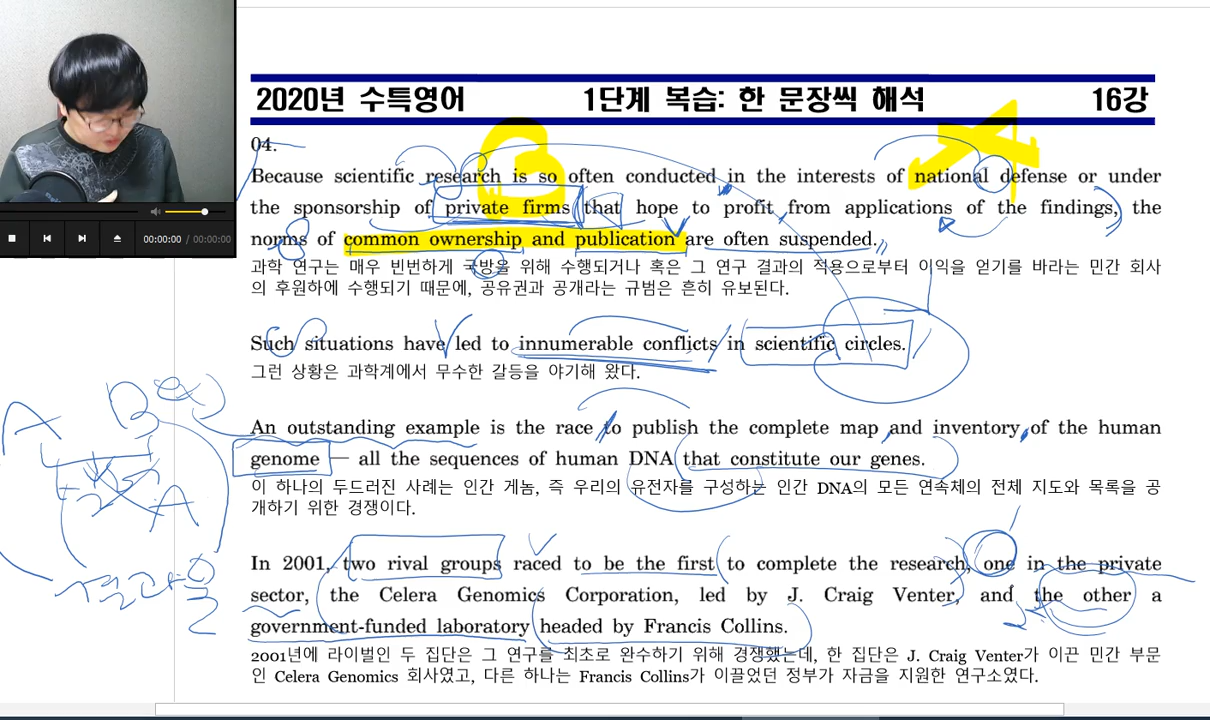 2020년 수특영어 1단계 복습: 한 문장씩 해석 16강
04.
Because scientific research is so often conducted in the interests of national defense or under
the sponsorship of private firms that hope to profit from applications of the findings, the
norms of common ownership and publication are often suspended.
과학 연구는 매우 빈번하게 국방을 위해 수행되거나 혹은 그 연구 결과의 적용으로부터 이익을 얻기를 바라는 민간 회사
의 후원하에 수행되기 때문에, 공유권과 공개라는 규범은 흔히 유보된다.
Such situations have led to innumerable conflicts in scientific circles.
그런 상황은 과학계에서 무수한 갈등을 야기해 왔다.
A B
An outstanding example is the race to publish the complete map and inventory of the human
genome — all the sequences of human DNA that constitute our genes.
이 하나의 두드러진 사례는 인간 게놈, 즉 우리의 유전자를 구성하는 인간 DNA의 모든 연속체의 전체 지도와 목록을 공
개하기 위한 경쟁이다.
A
In 2001, two rival groups raced to be the first to complete the research, one in the private
sector, the Celera Genomics Corporation, led by J. Craig Venter, and the other a
government-funded laboratory headed by Francis Collins.
2001년에 라이벌인 두 집단은 그 연구를 최초로 완수하기 위해 경쟁했는데, 한 집단은 J. Craig Venter가 이끈 민간 부문
인 Celera Genomics 회사였고, 다른 하나는 Francis Collins가 이끌었던 정부가 자금을 지원한 연구소였다.
00:00:00 / 00:00:00